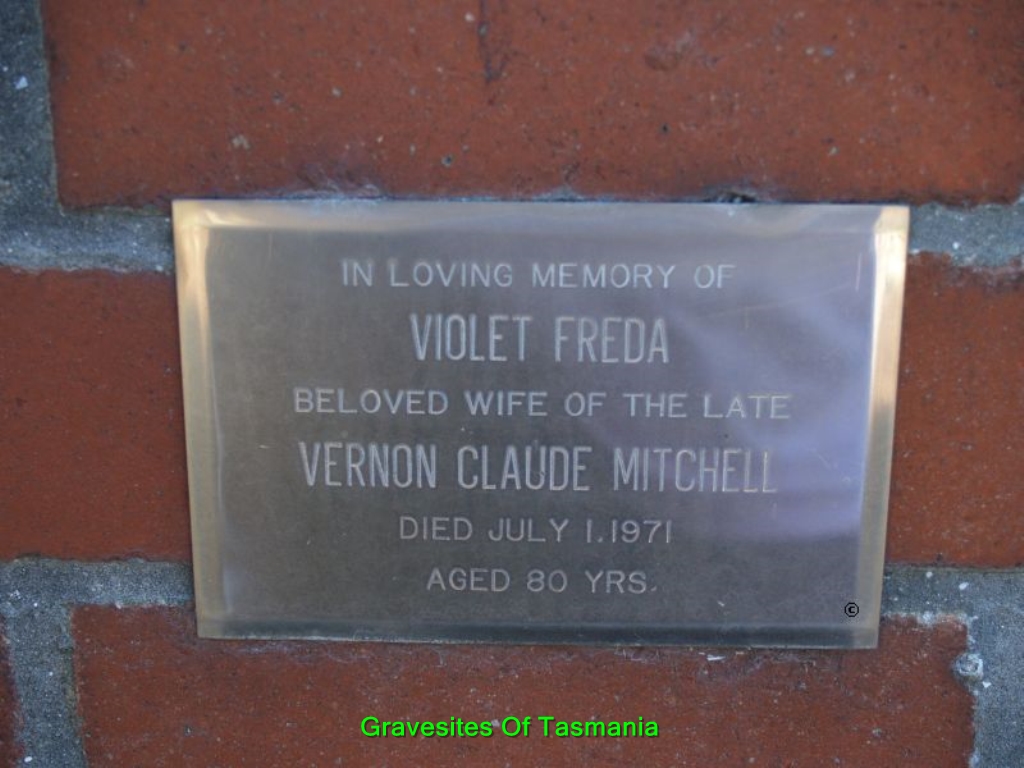 IN LOVING MEMORY OF
VIOLET FREDA
BELOVED WIFE OF THE LATE
VERNON CLAUDE MITCHELL
DIED JULY 1.1971
AGED 80 YRS.
©
Gravesites Of Tasmania